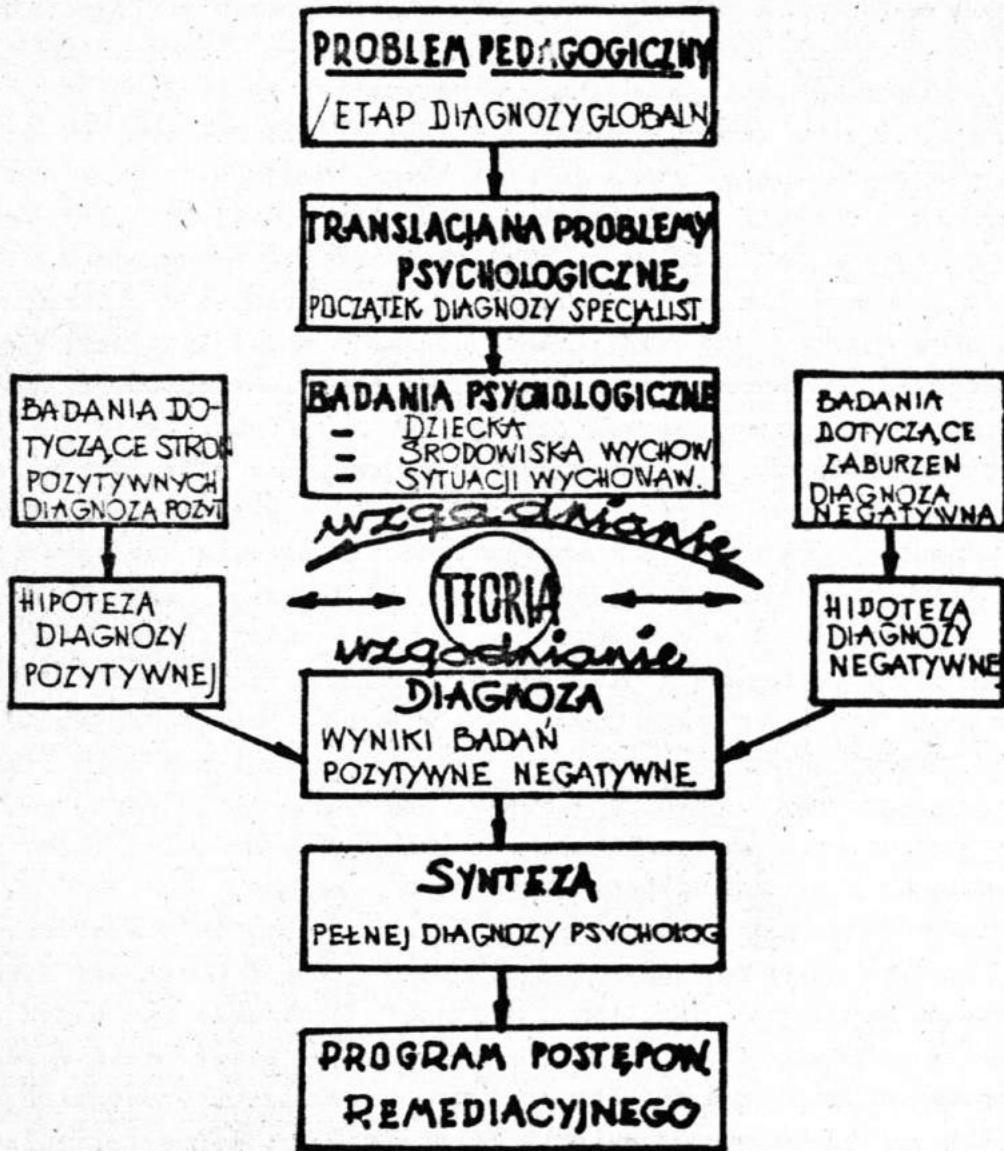 PROBLEM PEDAGOGICZNY
/ETAP DIAGNOZY GLOBALN
TRANSLACJA NA PROBLEMY
PSYCHOLOGICZNE
POCZĄTEK DIAGNOZY SPECJALIST
BADANIA PSYCHOLOGICZNE
- DZIECKA
- ŚRODOWISKA WYCHOW
- SYTUACJI WYCHOWAW.
BADANIA DO-
TYCZĄCE STRON
POZYTYWNYCH
DIAGNOZA POZYT
BADANIA
DOTYCZĄCE
ZABURZEN
DIAGNOZA
NEGATYWNA
uzgadnianie
HIPOTEZA
DIAGNOZY
POZYTYWNEJ
TEORIA
HIPOTEZA
DIAGNOZY
NEGATYWNEJ
uzgadnianie
DIAGNOZA
WYNIKI BADAŃ
POZYTYWNE NEGATYWNE
SYNTEZA
PEŁNEJ DIAGNOZY PSYCHOLOG
PROGRAM POSTĘPOW.
REMEDIACYJNEGO